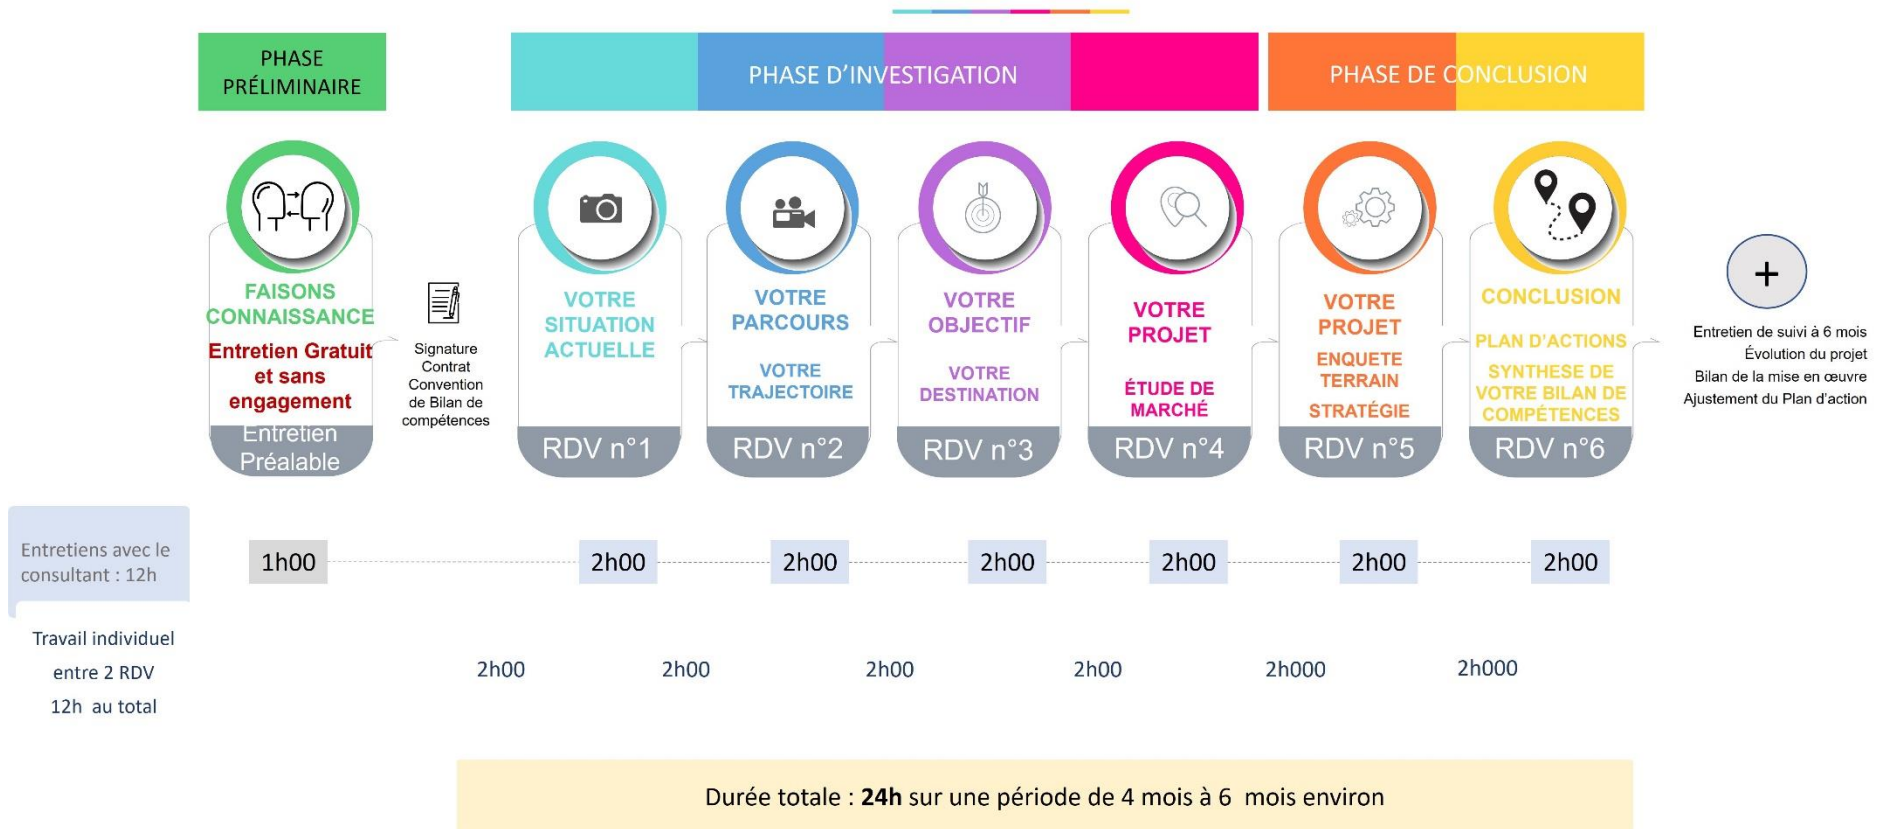 PHASE
PRÉLIMINAIRE
PHASE D'INVESTIGATION
PHASE DE CONCLUSION
FAISONS
CONNAISSANCE
Entretien Gratuit
et sans
engagement
Entretien
Préalable
Signature
Contrat
Convention
de Bilan de
compétences
VOTRE
SITUATION
ACTUELLE
RDV n°1
VOTRE
PARCOURS
VOTRE
TRAJECTOIRE
RDV n°2
VOTRE
OBJECTIF
VOTRE
DESTINATION
RDV n°3
VOTRE
PROJET
ÉTUDE DE
MARCHÉ
RDV n°4
VOTRE
PROJET
ENQUETE
TERRAIN
STRATÉGIE
RDV n°5
CONCLUSION
PLAN D'ACTIONS
SYNTHESE DE
VOTRE BILAN DE
COMPÉTENCES
RDV n°6
+
Entretien de suivi à 6 mois
Évolution du projet
Bilan de la mise en œuvre
Ajustement du Plan d'action
Entretiens avec le
consultant : 12h
1h00
2h00
2h00
2h00
2h00
2h00
2h00
Travail individuel
entre 2 RDV
12h au total
2h00
2h00
2h00
2h00
2h000
2h000
Durée totale : 24h sur une période de 4 mois à 6 mois environ